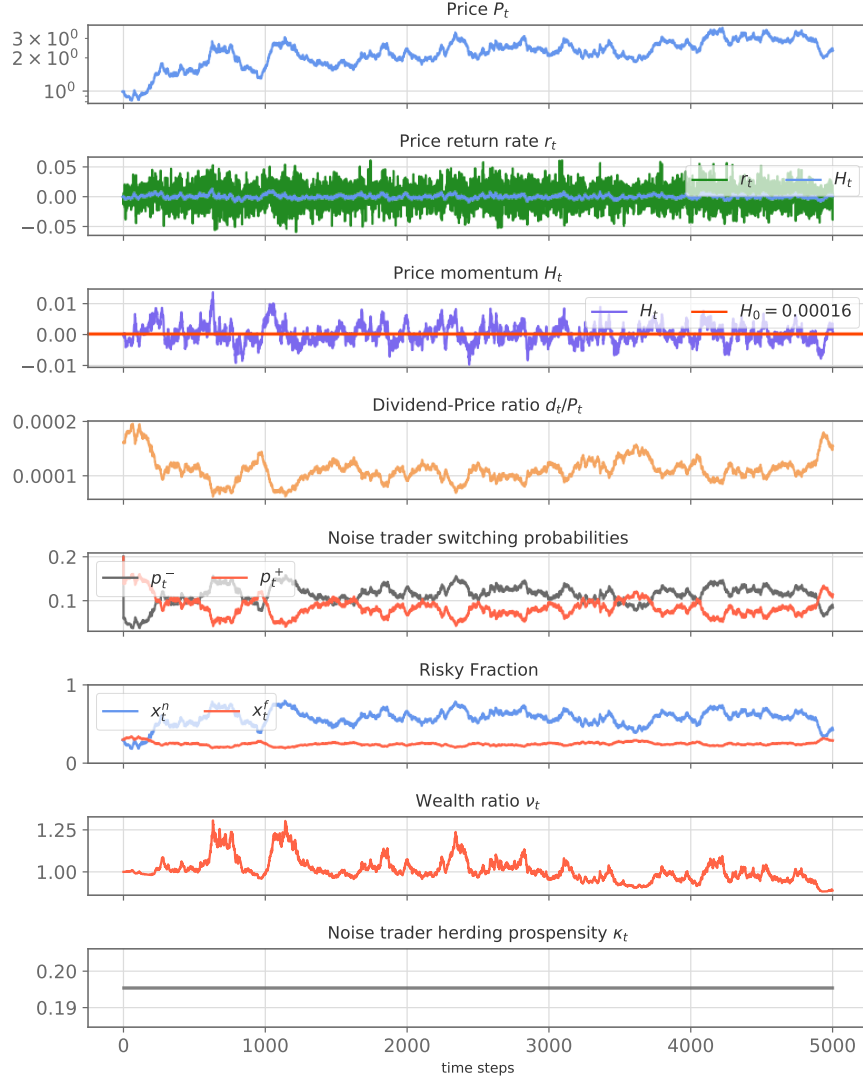 Price P_t
3 × 10^0
2 × 10^0
10^0
Price return rate r_t
0.05
0.00
−0.05
r_t H_t
Price momentum H_t
0.01
0.00
−0.01
H_t H_0 = 0.00016
Dividend-Price ratio d_t/P_t
0.0002
0.0001
Noise trader switching probabilities
0.2
0.1
p_t^− p_t^+
Risky Fraction
1
0
x_t^n x_t^f
Wealth ratio ν_t
1.25
1.00
Noise trader herding prospensity κ_t
0.20
0.19
0 1000 2000 3000 4000 5000
time steps